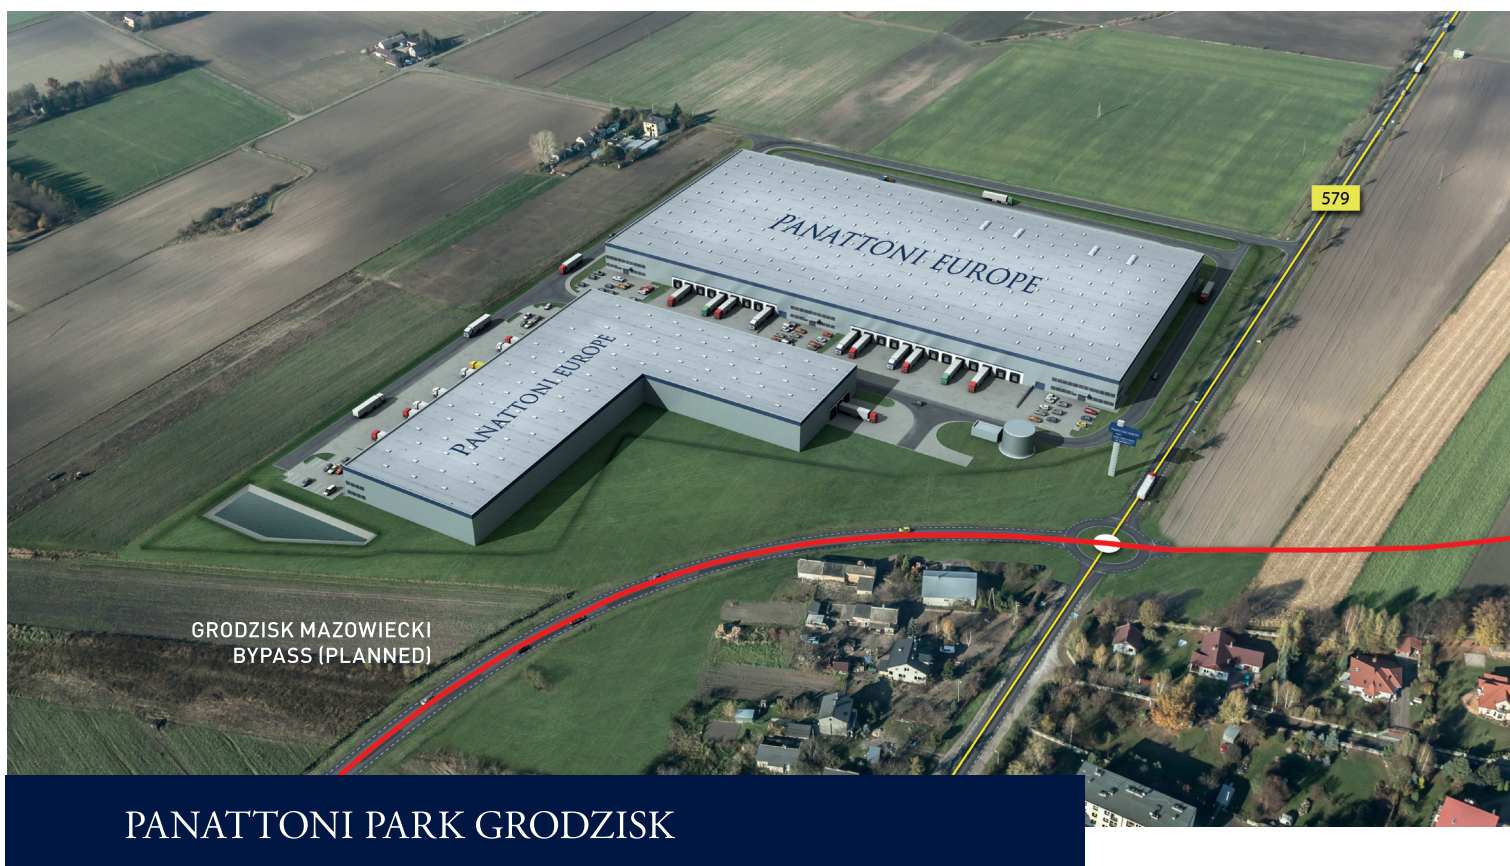 PANATTONI EUROPE
579
PANATTONI EUROPE
GRODZISK MAZOWIECKI
BYPASS (PLANNED)
PANATTONI PARK GRODZISK